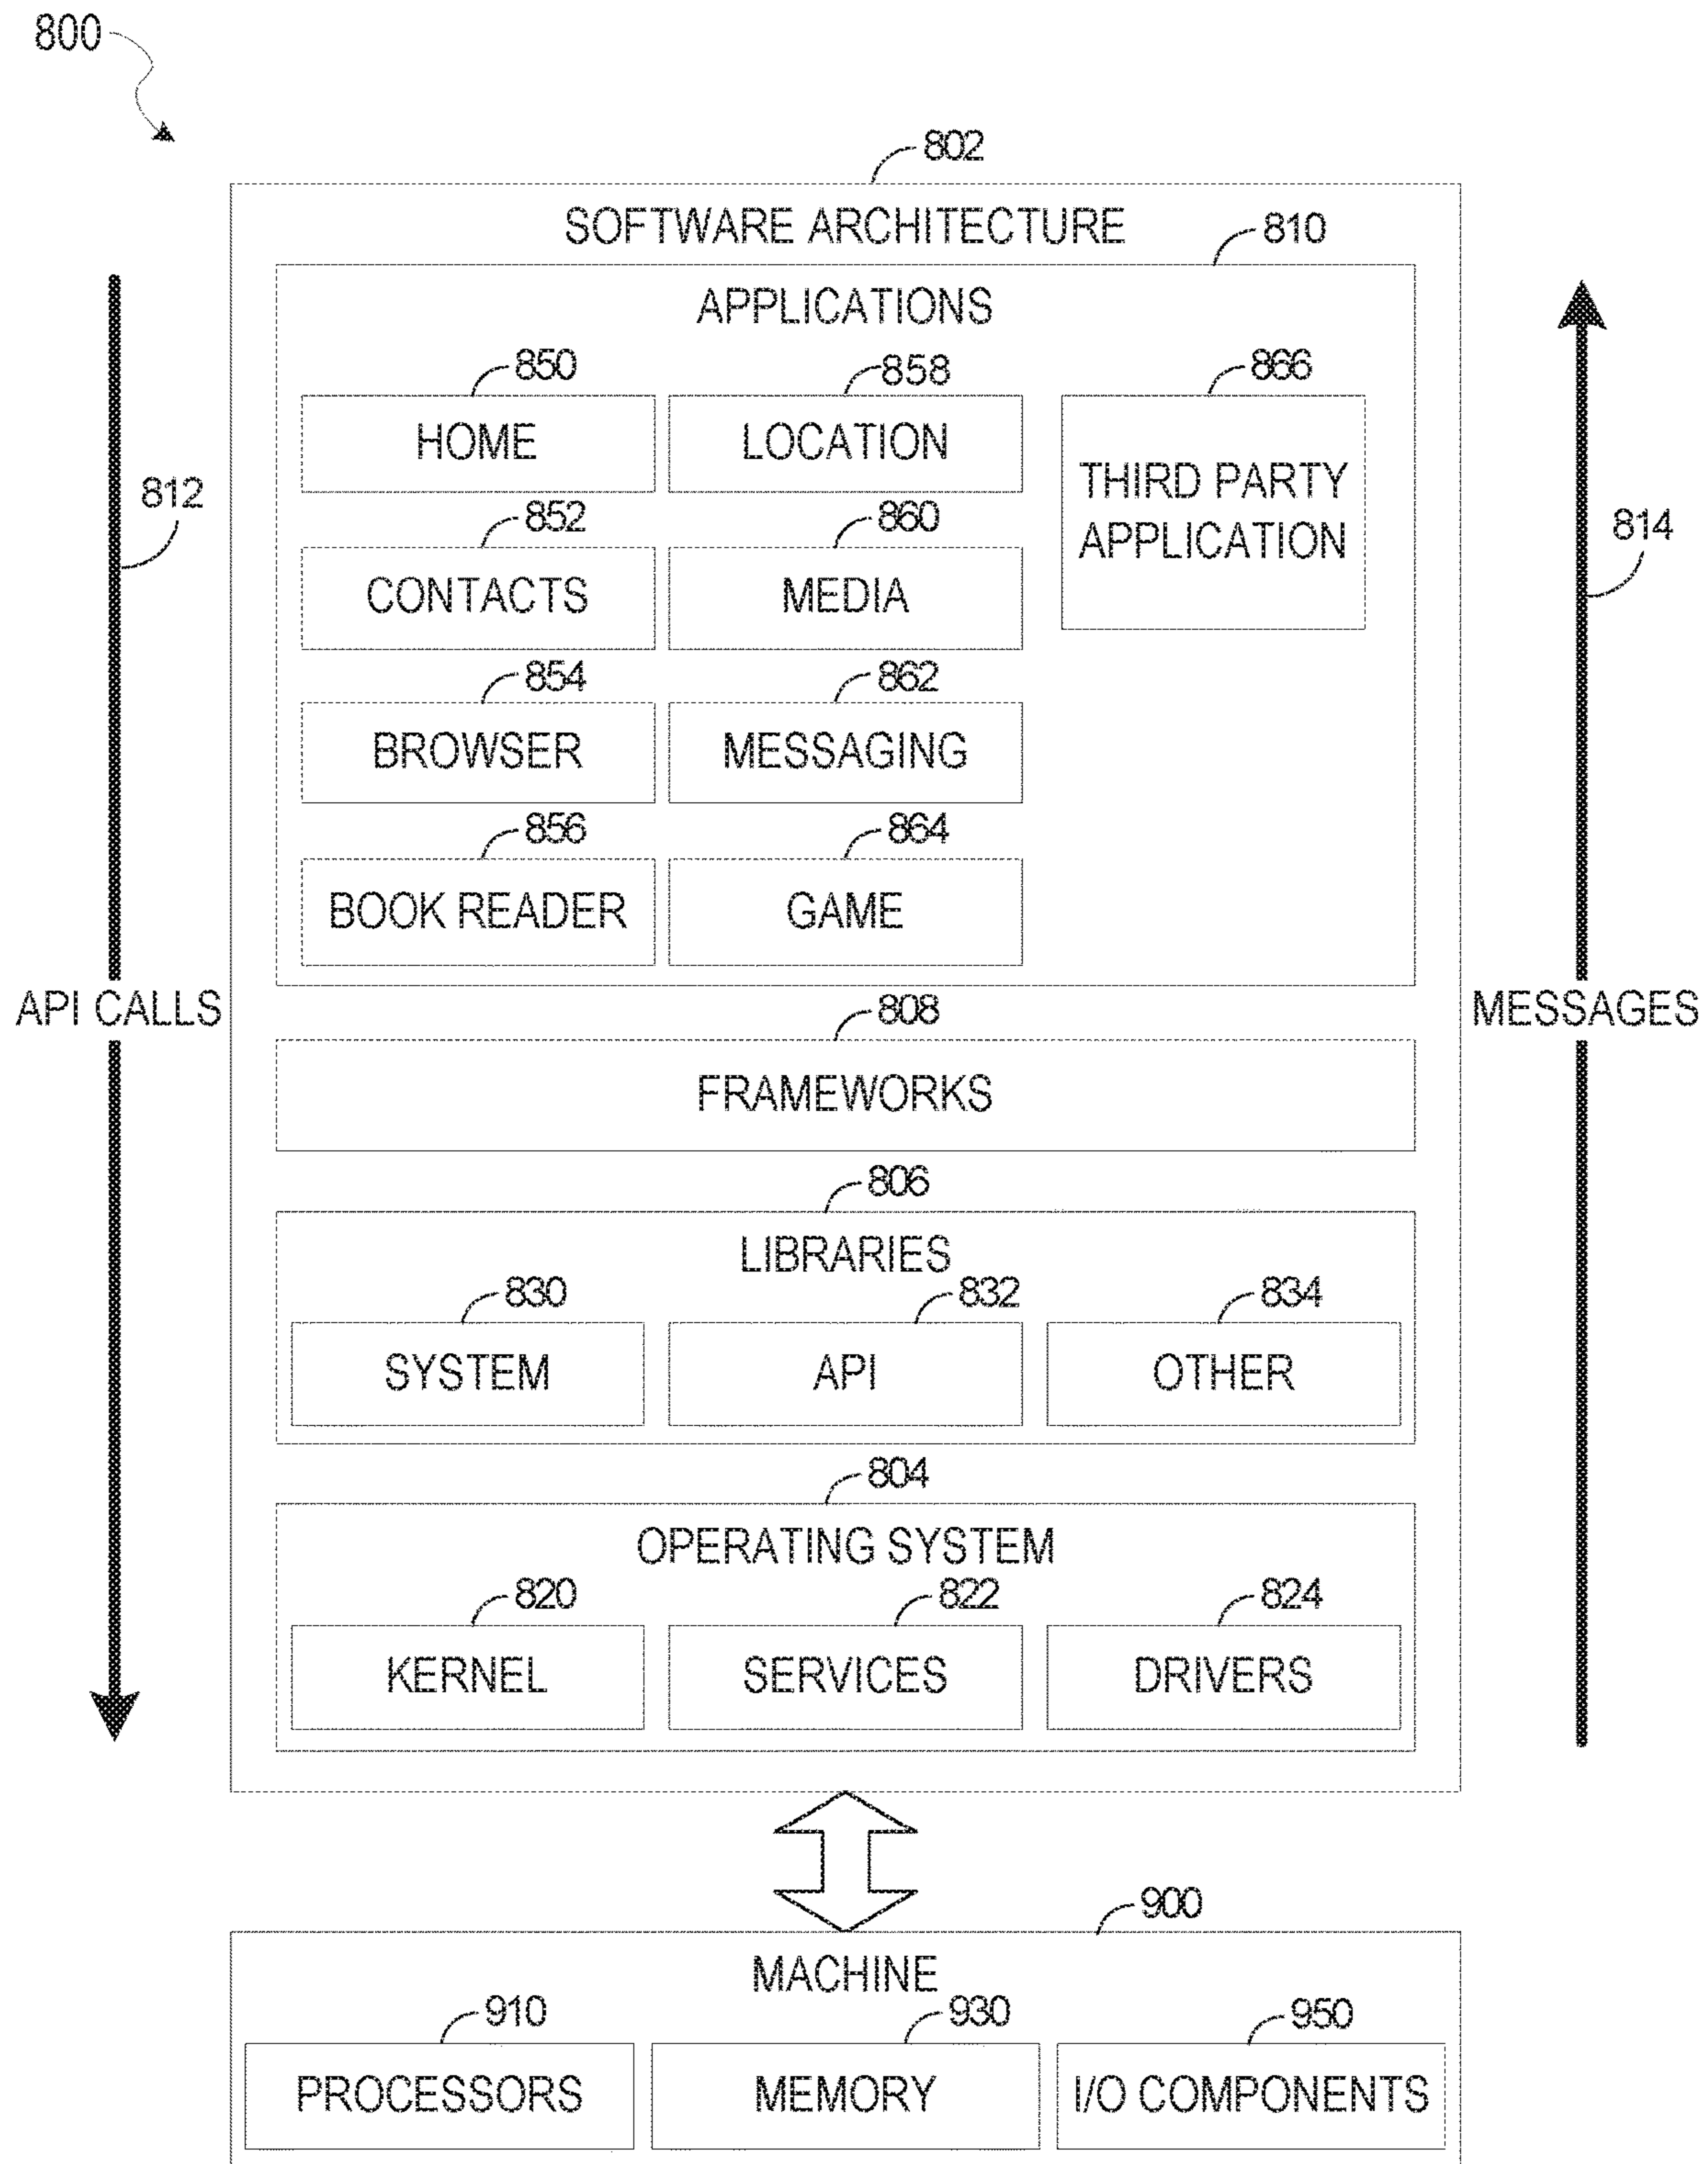 800
802
SOFTWARE ARCHITECTURE
810
APPLICATIONS
850
858
866
HOME
LOCATION
THIRD PARTY
APPLICATION
812
852
860
814
CONTACTS
MEDIA
854
862
BROWSER
MESSAGING
856
864
BOOK READER
GAME
API CALLS
MESSAGES
808
FRAMEWORKS
806
LIBRARIES
830
832
834
SYSTEM
API
OTHER
804
OPERATING SYSTEM
820
822
824
KERNEL
SERVICES
DRIVERS
900
MACHINE
910
930
950
PROCESSORS
MEMORY
I/O COMPONENTS